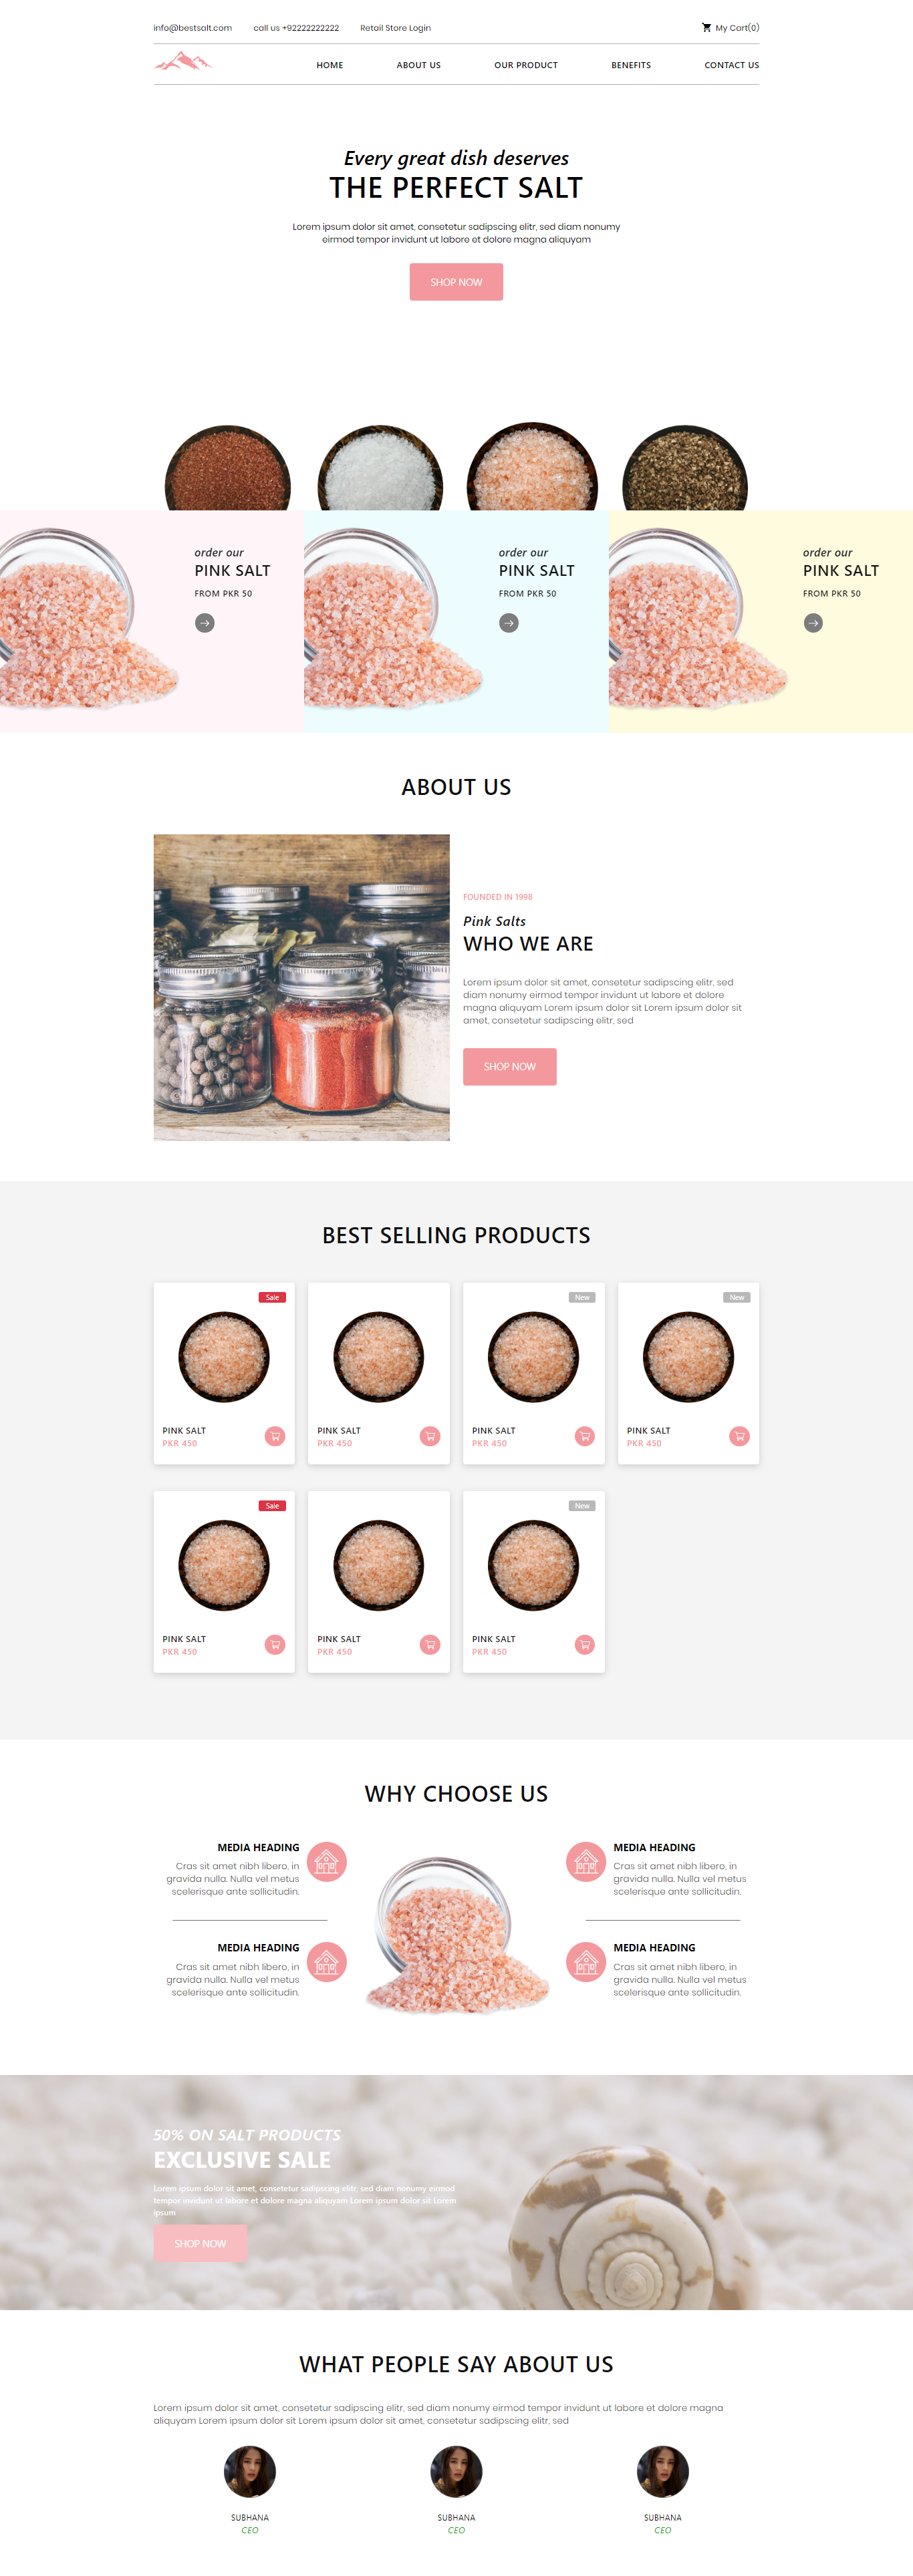 info@bestsalt.com call us +92222222222 Retail Store Login My Cart(0)
HOME ABOUT US OUR PRODUCT BENEFITS CONTACT US
Every great dish deserves
THE PERFECT SALT
Lorem ipsum dolor sit amet, consetetur sadipscing elitr, sed diam nonumy
eirmod tempor invidunt ut labore et dolore magna aliquyam
SHOP NOW
order our
PINK SALT
FROM PKR 50
order our
PINK SALT
FROM PKR 50
order our
PINK SALT
FROM PKR 50
ABOUT US
FOUNDED IN 1998
Pink Salts
WHO WE ARE
Lorem ipsum dolor sit amet, consetetur sadipscing elitr, sed
diam nonumy eirmod tempor invidunt ut labore et dolore
magna aliquyam Lorem ipsum dolor sit Lorem ipsum dolor sit
amet, consetetur sadipscing elitr, sed
SHOP NOW
BEST SELLING PRODUCTS
Sale
PINK SALT
PKR 450
PINK SALT
PKR 450
New
PINK SALT
PKR 450
New
PINK SALT
PKR 450
Sale
PINK SALT
PKR 450
PINK SALT
PKR 450
New
PINK SALT
PKR 450
WHY CHOOSE US
MEDIA HEADING
Cras sit amet nibh libero, in
gravida nulla. Nulla vel metus
scelerisque ante sollicitudin.
MEDIA HEADING
Cras sit amet nibh libero, in
gravida nulla. Nulla vel metus
scelerisque ante sollicitudin.
MEDIA HEADING
Cras sit amet nibh libero, in
gravida nulla. Nulla vel metus
scelerisque ante sollicitudin.
MEDIA HEADING
Cras sit amet nibh libero, in
gravida nulla. Nulla vel metus
scelerisque ante sollicitudin.
50% ON SALT PRODUCTS
EXCLUSIVE SALE
Lorem ipsum dolor sit amet, consetetur sadipscing elitr, sed diam nonumy eirmod
tempor invidunt ut labore et dolore magna aliquyam Lorem ipsum dolor sit Lorem
ipsum
SHOP NOW
WHAT PEOPLE SAY ABOUT US
Lorem ipsum dolor sit amet, consetetur sadipscing elitr, sed diam nonumy eirmod tempor invidunt ut labore et dolore magna
aliquyam Lorem ipsum dolor sit Lorem ipsum dolor sit amet, consetetur sadipscing elitr, sed
SUBHANA
CEO
SUBHANA
CEO
SUBHANA
CEO